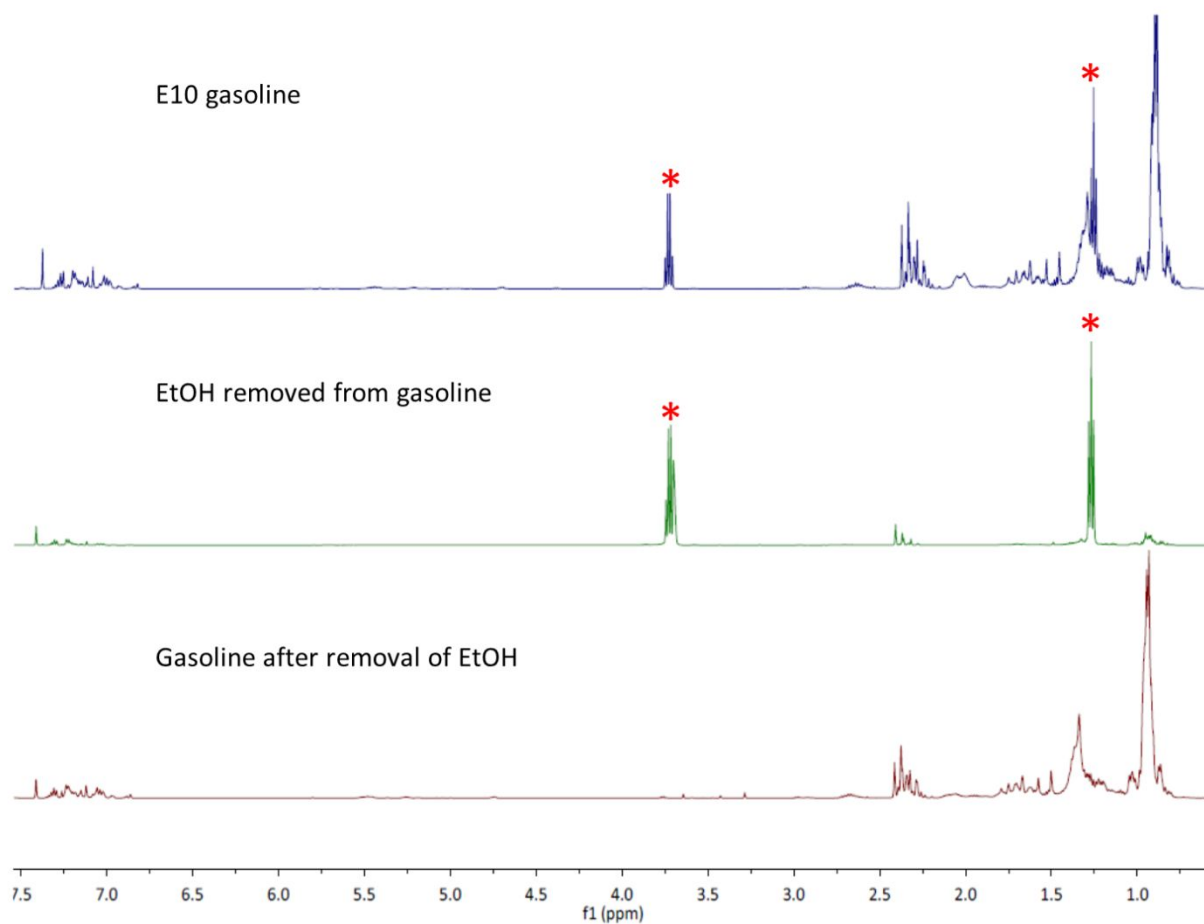 E10 gasoline
*
*
EtOH removed from gasoline
*
*
Gasoline after removal of EtOH
7.5 7.0 6.5 6.0 5.5 5.0 4.5 4.0 3.5 3.0 2.5 2.0 1.5 1.0
f1 (ppm)